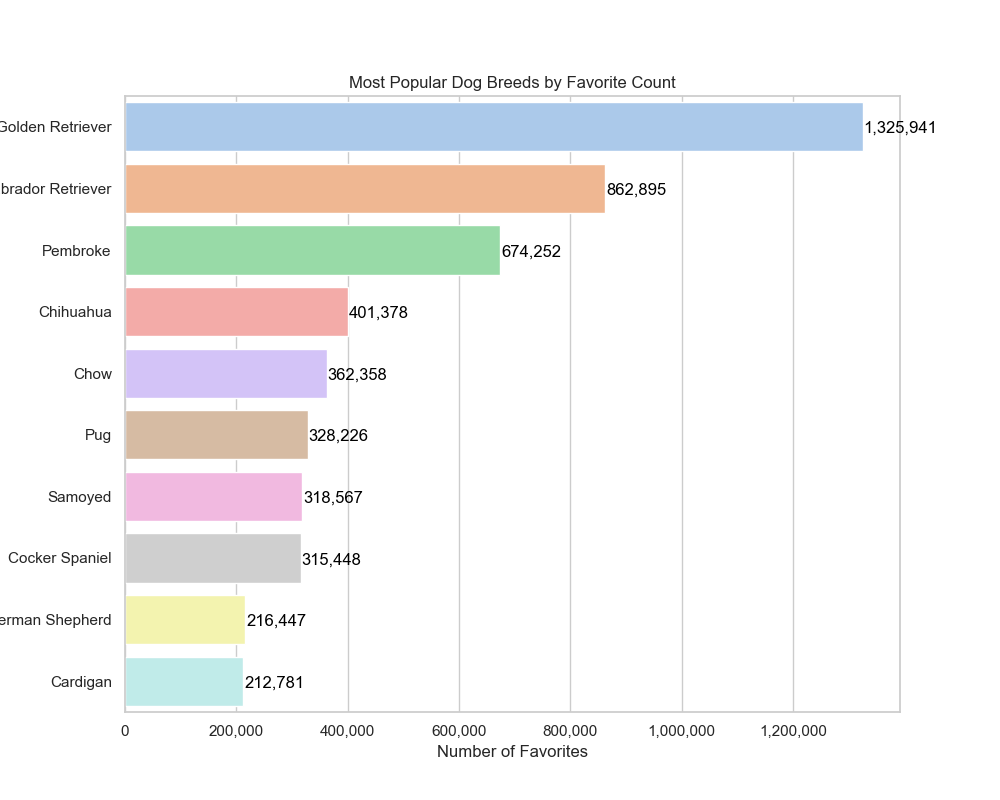 Most Popular Dog Breeds by Favorite Count
Golden Retriever
1,325,941
brador Retriever
862,895
Pembroke
674,252
Chihuahua
401,378
Chow
362,358
Pug
328,226
Samoyed
318,567
Cocker Spaniel
315,448
erman Shepherd
216,447
Cardigan
212,781
0 200,000 400,000 600,000 800,000 1,000,000 1,200,000
Number of Favorites